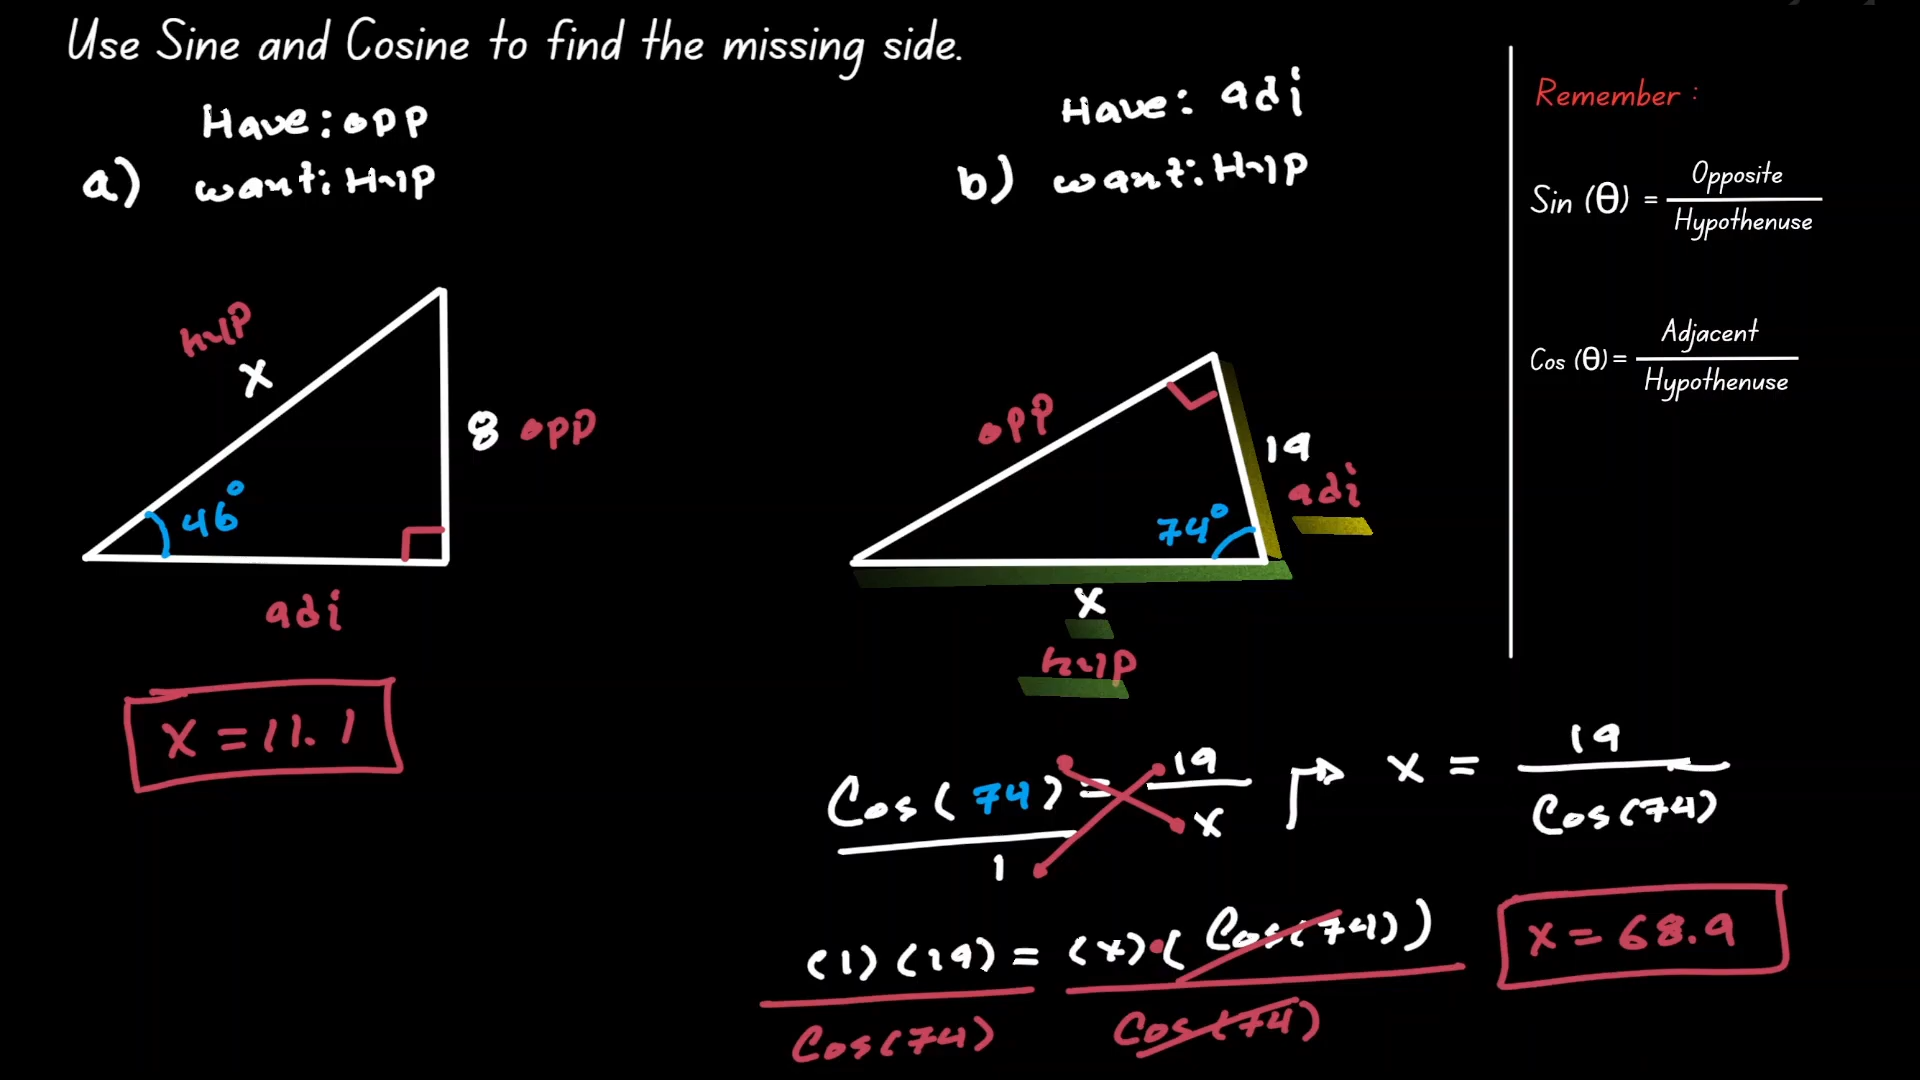 Use Sine and Cosine to find the missing side.
Have: opp
a) want: Hyp
hyp
x
8 opp
46°
adj
x = 11.1
Have: adj
b) want: Hyp
opp
19
adj
74°
x
hyp
Cos(74) = 19
1 x
x = 19
Cos(74)
(1)(19) = (x)·(Cos(74))
Cos(74) Cos(74)
x = 68.9
Remember :
Sin (θ) = Opposite
Hypothenuse
Cos (θ) = Adjacent
Hypothenuse